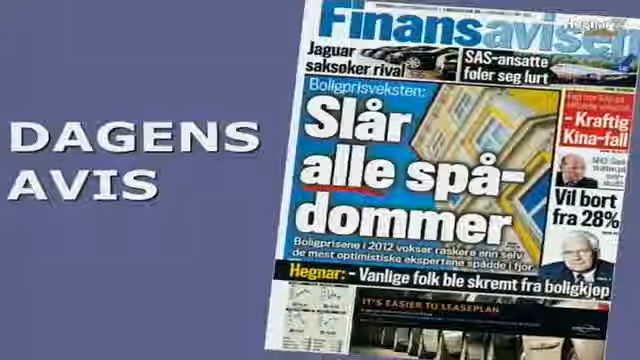 DAGENS
AVIS
Finansavisen
Hegnar
Jaguar
saksøker rival
SAS-ansatte
føler seg lurt
Boligprisveksten:
Slår
alle spå-
dommer
Boligprisene i 2012 vokser raskere enn selv
de mest optimistiske ekspertene spådde i fjor
- Kraftig
Kina-fall
Vil bort
fra 28%
Hegnar: - Vanlige folk ble skremt fra boligkjøp
IT'S EASIER TO LEASEPLAN